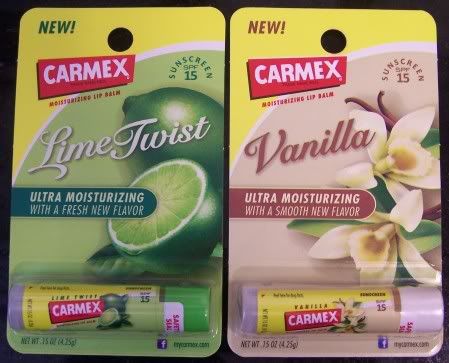 NEW!
CARMEX
MOISTURIZING LIP BALM
SUNSCREEN
SPF
15
Lime Twist
ULTRA MOISTURIZING
WITH A FRESH NEW FLAVOR
LIME TWIST
CARMEX
15
NET WT .15 OZ (4.25g)
f mycarmex.com
NEW!
CARMEX
MOISTURIZING LIP BALM
SUNSCREEN
SPF
15
Vanilla
ULTRA MOISTURIZING
WITH A SMOOTH NEW FLAVOR
VANILLA
CARMEX
SUNSCREEN
15
NET WT .15 OZ (4.25g)
f mycarmex.com